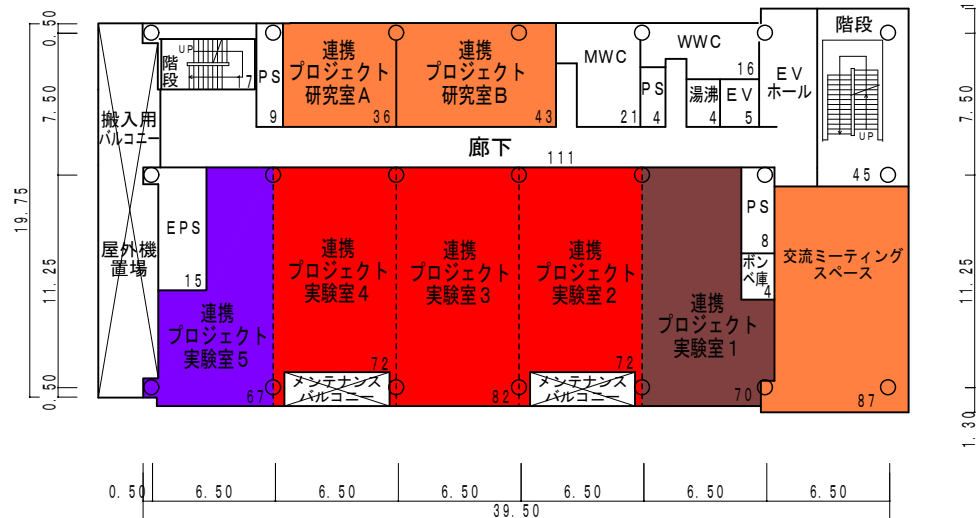 0.50
7.50
19.75
11.25
0.50
搬入用
バルコニー
屋外機
置場
階段
UP
17
PS
9
連携
プロジェクト
研究室A
36
連携
プロジェクト
研究室B
43
MWC
21
PS
4
WWC
16
湯沸
4
EV
5
EV
ホール
階段
UP
45
廊下
111
EPS
15
連携
プロジェクト
実験室5
67
連携
プロジェクト
実験室4
72
メンテナンス
バルコニー
連携
プロジェクト
実験室3
82
連携
プロジェクト
実験室2
72
メンテナンス
バルコニー
連携
プロジェクト
実験室1
70
PS
8
ボン
ベ庫
4
交流ミーティング
スペース
87
7.50
11.25
1.30
0.50
6.50
6.50
6.50
6.50
6.50
6.50
39.50